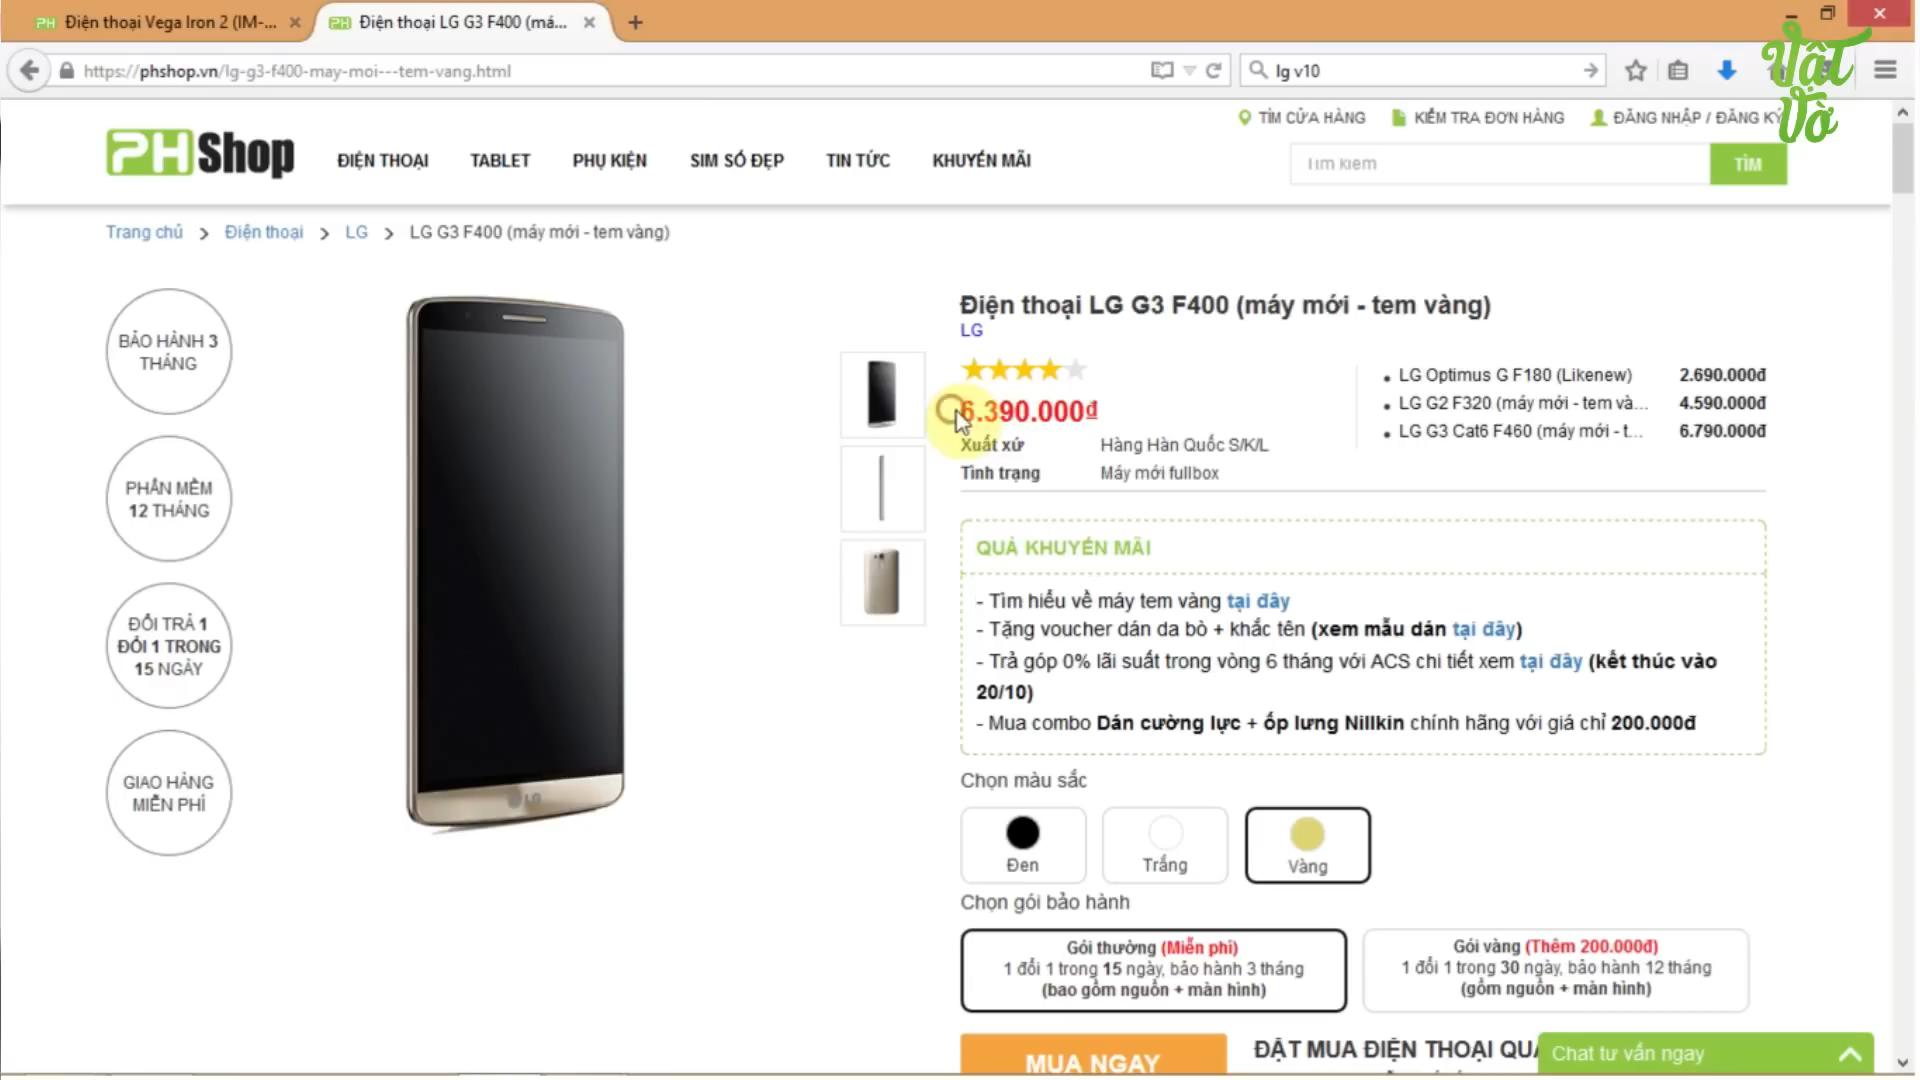 Điện thoại Vega Iron 2 (IM-...
Điện thoại LG G3 F400 (má...
https://phshop.vn/lg-g3-f400-may-moi---tem-vang.html
lg v10
Vật Vờ
TÌM CỬA HÀNG
KIỂM TRA ĐƠN HÀNG
ĐĂNG NHẬP / ĐĂNG KÝ
PH Shop
ĐIỆN THOẠI
TABLET
PHỤ KIỆN
SIM SỐ ĐẸP
TIN TỨC
KHUYẾN MÃI
Tìm kiếm
TÌM
Trang chủ > Điện thoại > LG > LG G3 F400 (máy mới - tem vàng)
BẢO HÀNH 3
THÁNG
PHẦN MỀM
12 THÁNG
ĐỔI TRẢ 1
ĐỔI 1 TRONG
15 NGÀY
GIAO HÀNG
MIỄN PHÍ
LG
Điện thoại LG G3 F400 (máy mới - tem vàng)
LG
6.390.000₫
Xuất xứ Hàng Hàn Quốc S/K/L
Tình trạng Máy mới fullbox
LG Optimus G F180 (Likenew) 2.690.000đ
LG G2 F320 (máy mới - tem và... 4.590.000đ
LG G3 Cat6 F460 (máy mới - t... 6.790.000đ
QUÀ KHUYẾN MÃI
- Tìm hiểu về máy tem vàng tại đây
- Tặng voucher dán da bò + khắc tên (xem mẫu dán tại đây)
- Trả góp 0% lãi suất trong vòng 6 tháng với ACS chi tiết xem tại đây (kết thúc vào
20/10)
- Mua combo Dán cường lực + ốp lưng Nillkin chính hãng với giá chỉ 200.000đ
Chọn màu sắc
Đen
Trắng
Vàng
Chọn gói bảo hành
Gói thường (Miễn phí)
1 đổi 1 trong 15 ngày, bảo hành 3 tháng
(bao gồm nguồn + màn hình)
Gói vàng (Thêm 200.000đ)
1 đổi 1 trong 30 ngày, bảo hành 12 tháng
(gồm nguồn + màn hình)
MUA NGAY
ĐẶT MUA ĐIỆN THOẠI QUA
Chat tư vấn ngay